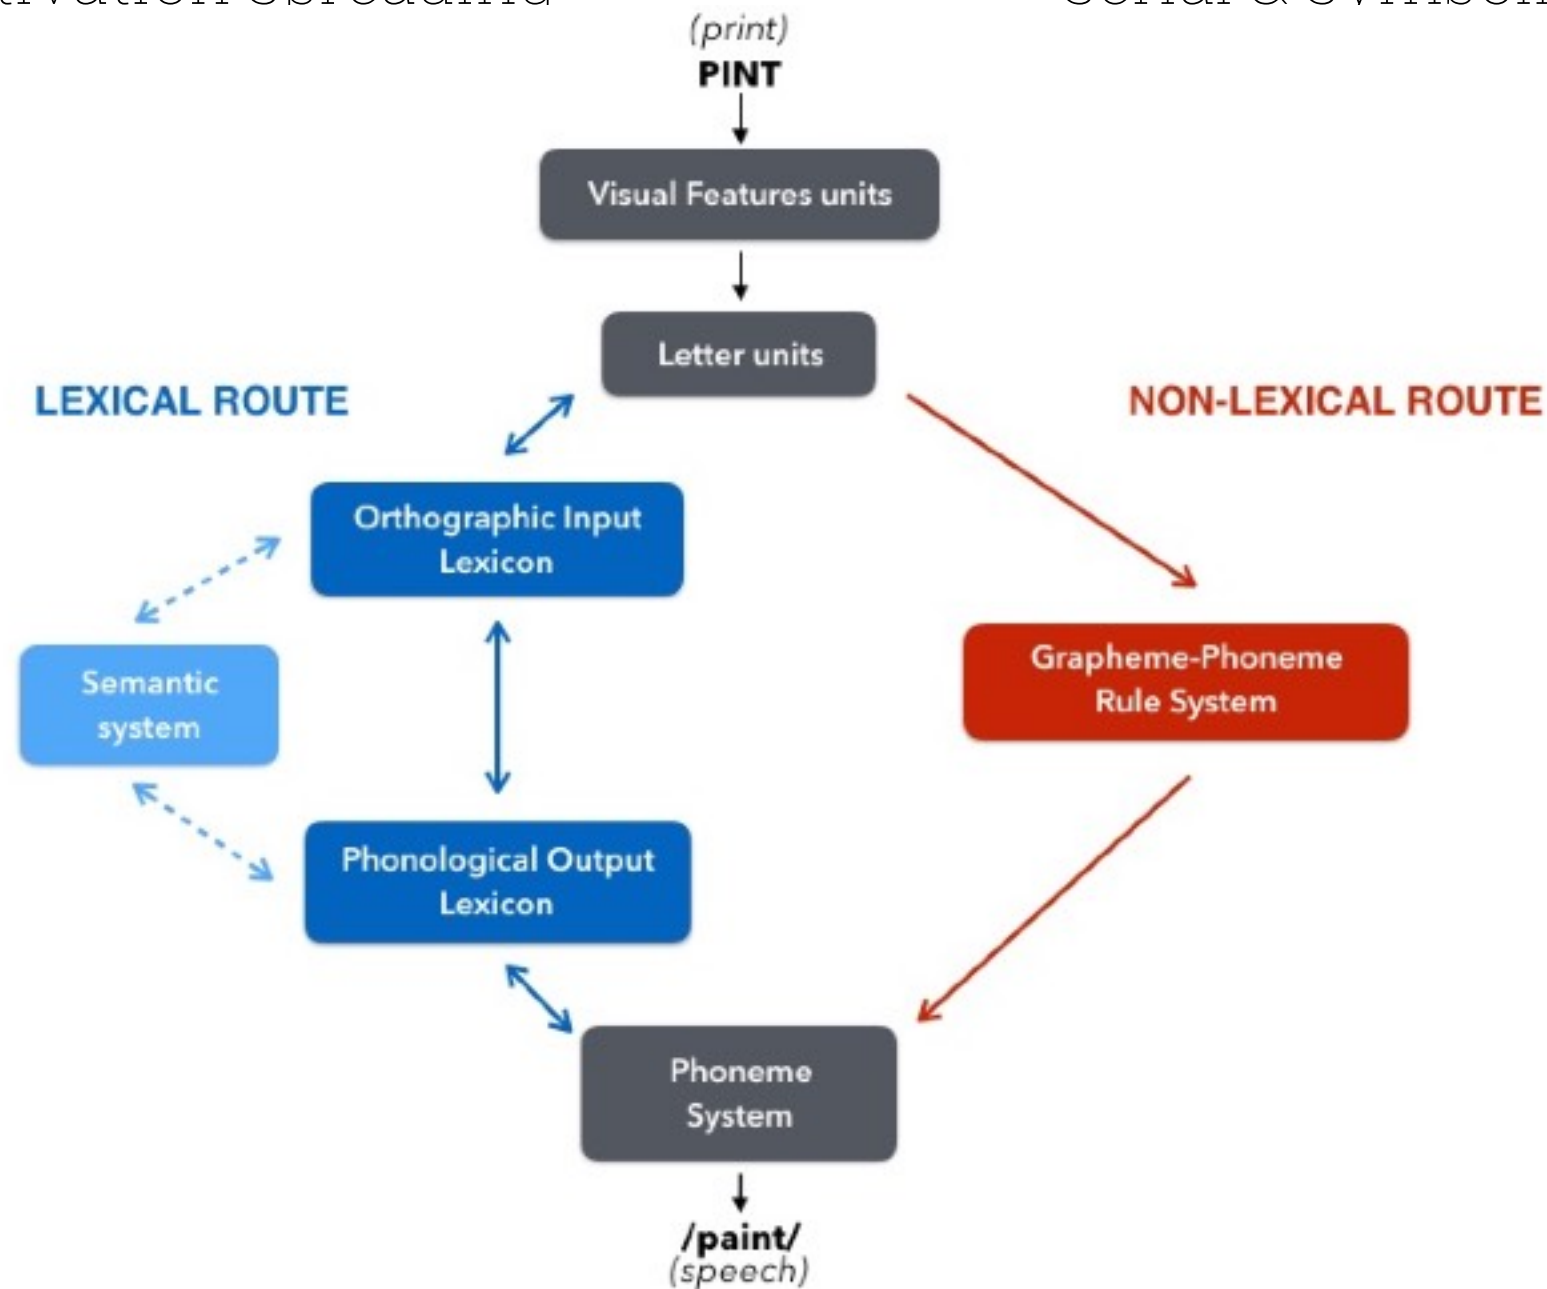 (print)
PINT
Visual Features units
Letter units
LEXICAL ROUTE
NON-LEXICAL ROUTE
Orthographic Input
Lexicon
Semantic
system
Grapheme-Phoneme
Rule System
Phonological Output
Lexicon
Phoneme
System
/paint/
(speech)